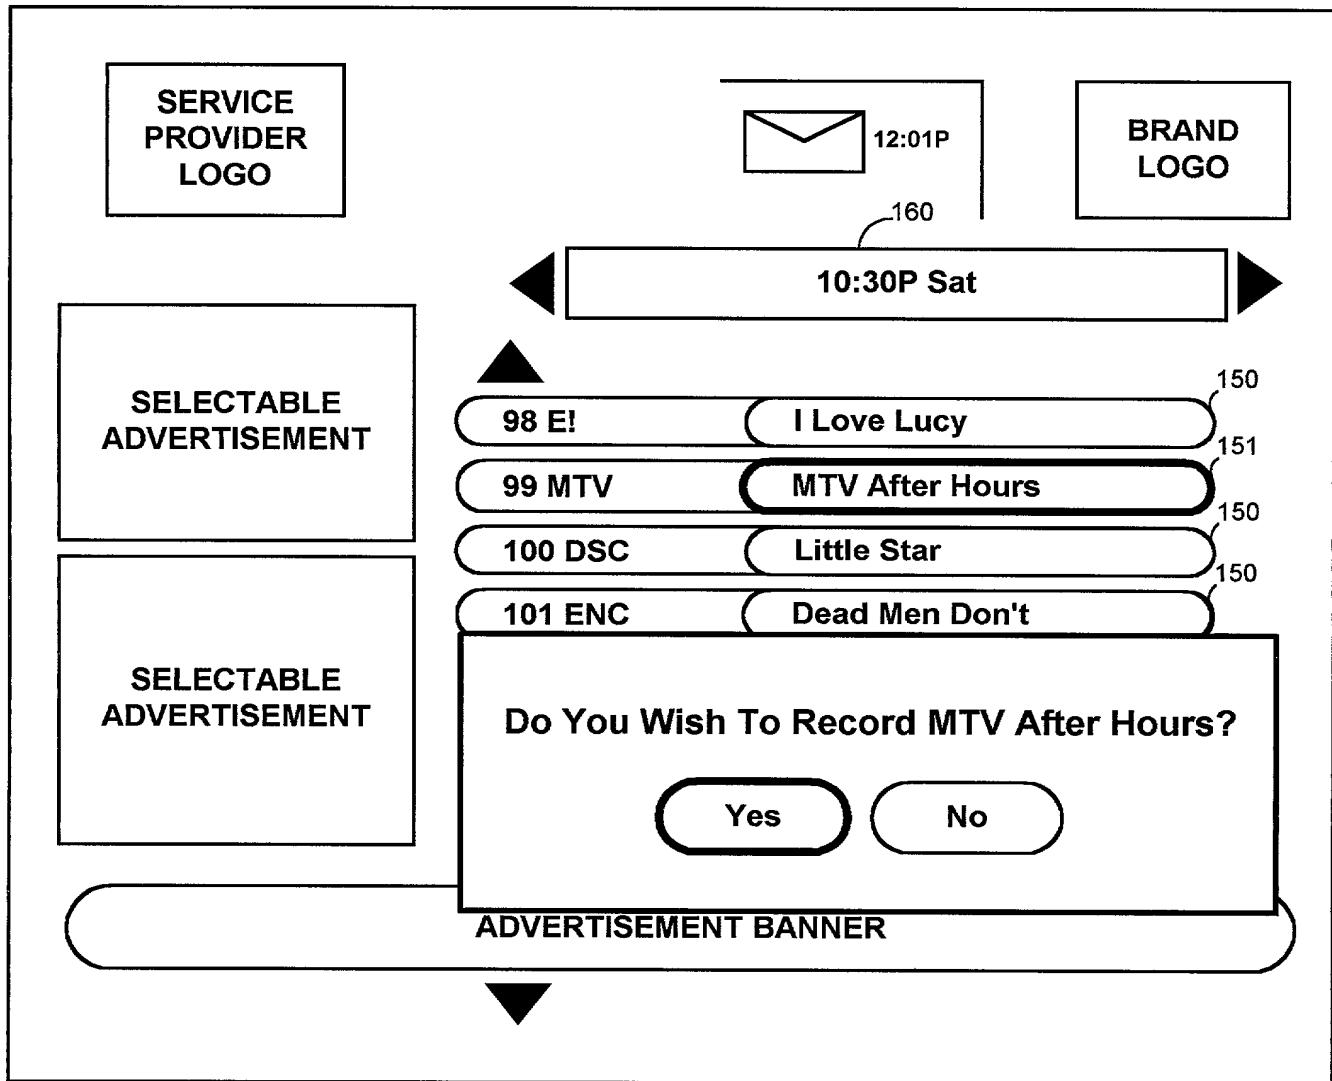 SERVICE
PROVIDER
LOGO
12:01P
BRAND
LOGO
160
10:30P Sat
SELECTABLE
ADVERTISEMENT
150
98 E! I Love Lucy
151
99 MTV MTV After Hours
150
100 DSC Little Star
150
101 ENC Dead Men Don't
SELECTABLE
ADVERTISEMENT
Do You Wish To Record MTV After Hours?
Yes No
ADVERTISEMENT BANNER